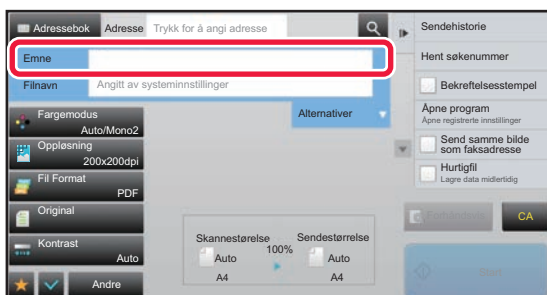 Adressebok
Adresse
Trykk for å angi adresse
Emne
Filnavn
Angitt av systeminnstillinger
Alternativer
Fargemodus
Auto/Mono2
Oppløsning
200x200dpi
Fil Format
PDF
Original
Kontrast
Auto
Andre
Skannestørelse
100%
Sendestørrelse
Auto
Auto
A4
A4
Sendehistorie
Hent søkenummer
Bekreftelsesstempel
Åpne program
Åpne registrerte innstillinger
Send samme bilde
som faksadresse
Hurtigfil
Lagre data midlertidig
CA
Start